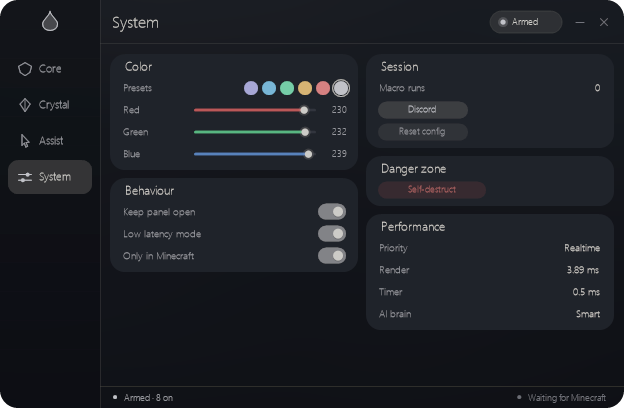 System
Armed
Core
Crystal
Assist
System
Color
Presets
Red 230
Green 232
Blue 239
Behaviour
Keep panel open
Low latency mode
Only in Minecraft
Session
Macro runs 0
Discord
Reset config
Danger zone
Self-destruct
Performance
Priority Realtime
Render 3.89 ms
Timer 0.5 ms
AI brain Smart
Armed · 8 on
Waiting for Minecraft